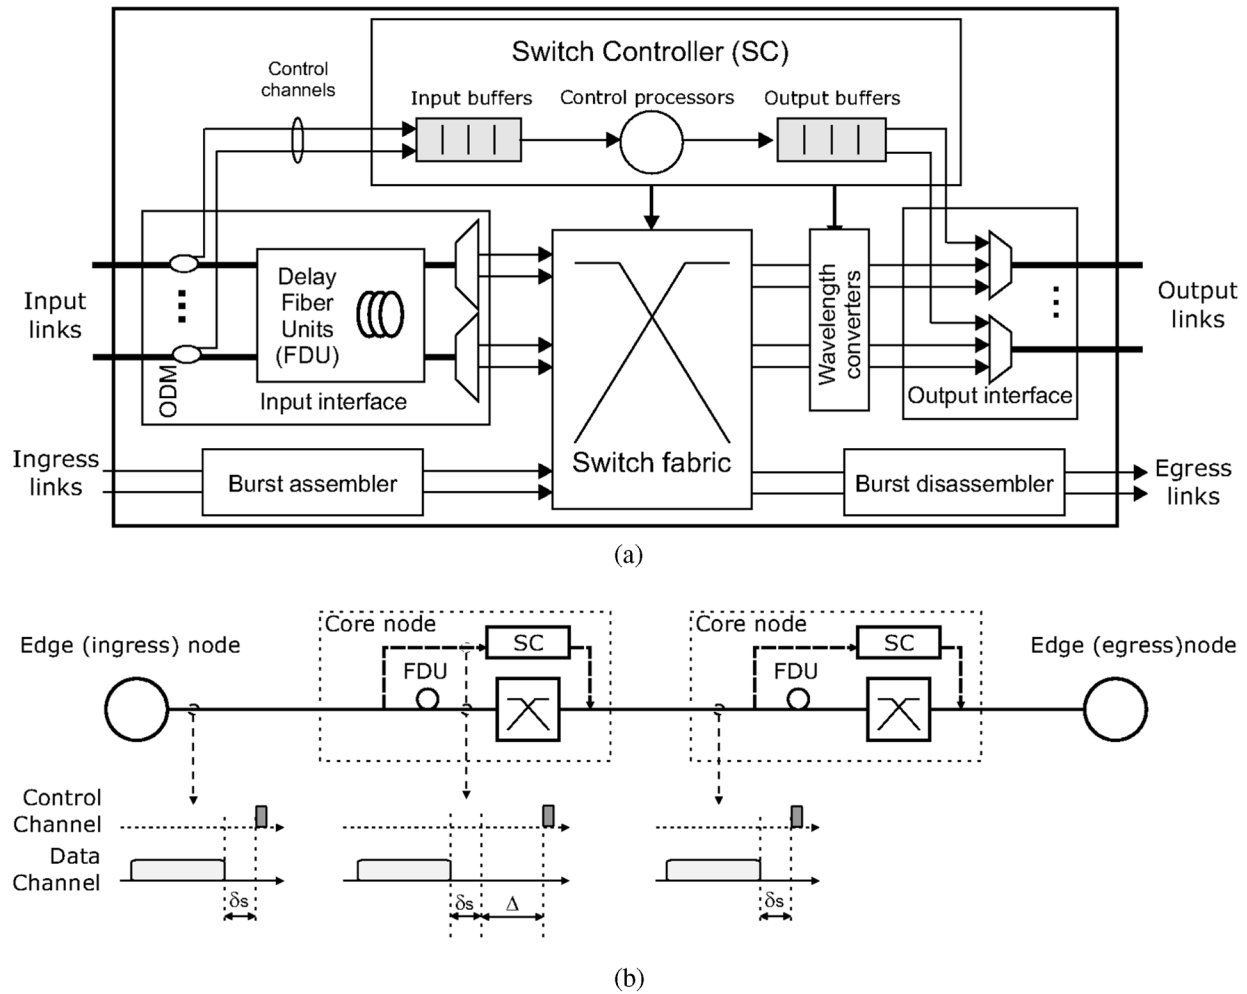 Switch Controller (SC)
Control
channels
Input buffers
Control processors
Output buffers
Input
links
ODM
Delay
Fiber
Units
(FDU)
Input interface
Switch fabric
Wavelength
converters
Output interface
Output
links
Ingress
links
Burst assembler
Burst disassembler
Egress
links
(a)
Edge (ingress) node
Core node
SC
FDU
Core node
SC
FDU
Edge (egress)node
Control
Channel
Data
Channel
δs
δs
Δ
δs
(b)